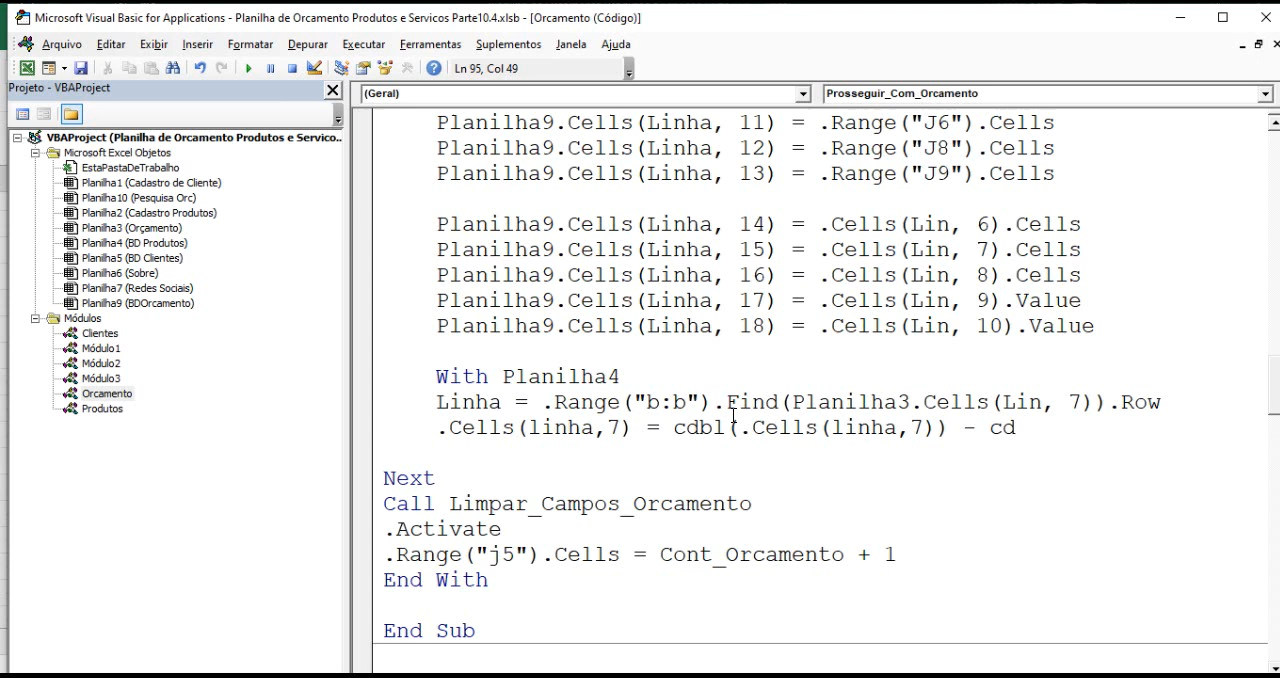 Microsoft Visual Basic for Applications - Planilha de Orcamento Produtos e Servicos Parte10.4.xlsb - [Orcamento (Código)]
Arquivo Editar Exibir Inserir Formatar Depurar Executar Ferramentas Suplementos Janela Ajuda
Ln 95, Col 49
Projeto - VBAProject
(Geral)
Prosseguir_Com_Orcamento
VBAProject (Planilha de Orcamento Produtos e Servico..
Microsoft Excel Objetos
EstaPastaDeTrabalho
Planilha1 (Cadastro de Cliente)
Planilha10 (Pesquisa Orc)
Planilha2 (Cadastro Produtos)
Planilha3 (Orçamento)
Planilha4 (BD Produtos)
Planilha5 (BD Clientes)
Planilha6 (Sobre)
Planilha7 (Redes Sociais)
Planilha9 (BDOrcamento)
Módulos
Clientes
Módulo1
Módulo2
Módulo3
Orcamento
Produtos
Planilha9.Cells(Linha, 11) = .Range("J6").Cells
Planilha9.Cells(Linha, 12) = .Range("J8").Cells
Planilha9.Cells(Linha, 13) = .Range("J9").Cells
Planilha9.Cells(Linha, 14) = .Cells(Lin, 6).Cells
Planilha9.Cells(Linha, 15) = .Cells(Lin, 7).Cells
Planilha9.Cells(Linha, 16) = .Cells(Lin, 8).Cells
Planilha9.Cells(Linha, 17) = .Cells(Lin, 9).Value
Planilha9.Cells(Linha, 18) = .Cells(Lin, 10).Value
With Planilha4
Linha = .Range("b:b").Find(Planilha3.Cells(Lin, 7)).Row
.Cells(linha,7) = cdbl(.Cells(linha,7)) - cd
Next
Call Limpar_Campos_Orcamento
.Activate
.Range("j5").Cells = Cont_Orcamento + 1
End With
End Sub